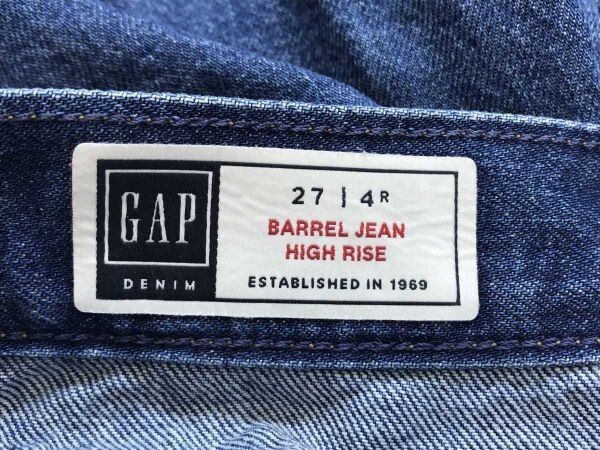 GAP
DENIM
27 | 4R
BARREL JEAN
HIGH RISE
ESTABLISHED IN 1969